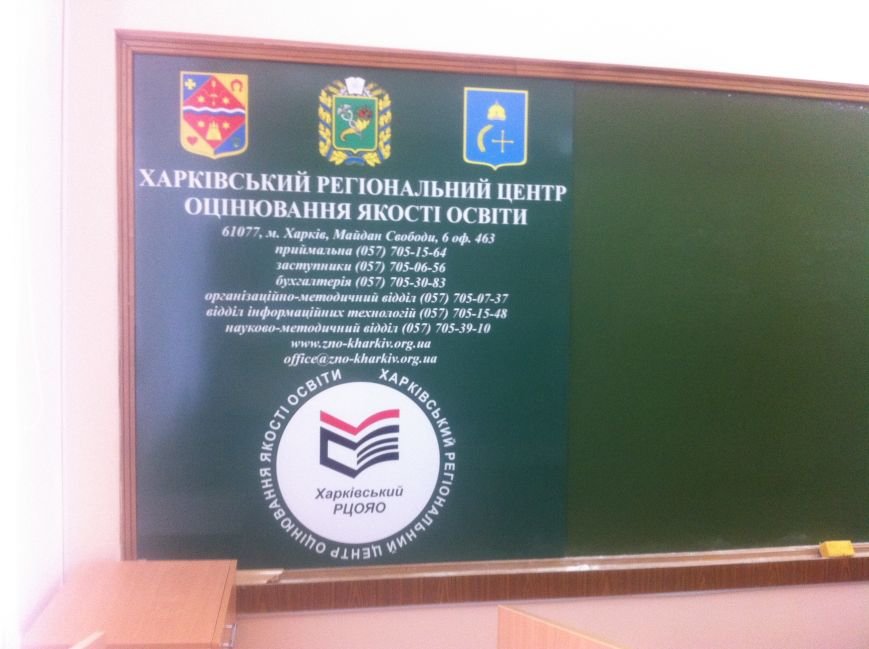 ХАРКІВСЬКИЙ РЕГІОНАЛЬНИЙ ЦЕНТР
ОЦІНЮВАННЯ ЯКОСТІ ОСВІТИ
61077, м. Харків, Майдан Свободи, 6 оф. 463
приймальна (057) 705-15-64
заступники (057) 705-06-56
бухгалтерія (057) 705-30-83
організаційно-методичний відділ (057) 705-07-37
відділ інформаційних технологій (057) 705-15-48
науково-методичний відділ (057) 705-39-10
www.zno-kharkiv.org.ua
office@zno-kharkiv.org.ua
ХАРКІВСЬКИЙ РЕГІОНАЛЬНИЙ ЦЕНТР ОЦІНЮВАННЯ ЯКОСТІ ОСВІТИ
Харківський
РЦОЯО